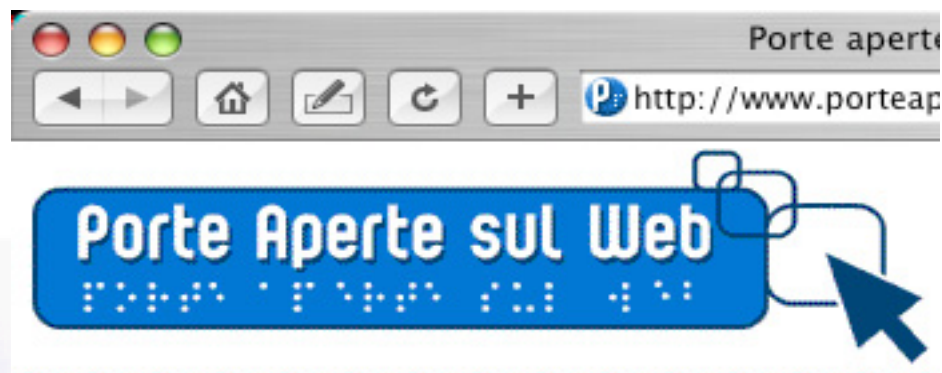 Porte aperte
http://www.porteap
Porte Aperte sul Web
⠏⠕⠗⠞⠑ ⠁⠏⠑⠗⠞⠑ ⠎⠥⠇ ⠺⠑⠃